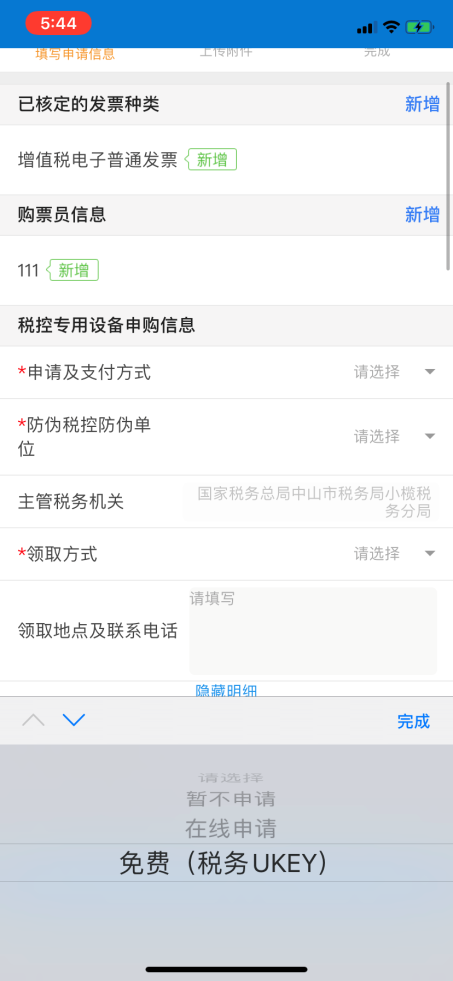 5:44
填写申请信息
上传附件
完成
已核定的发票种类
新增
增值税电子普通发票
新增
购票员信息
新增
111
新增
税控专用设备申购信息
*申请及支付方式
请选择
*防伪税控防伪单
位
请选择
主管税务机关
国家税务总局中山市税务局小榄税
务分局
*领取方式
请选择
领取地点及联系电话
请填写
隐藏明细
完成
请选择
暂不申请
在线申请
免费（税务UKEY）